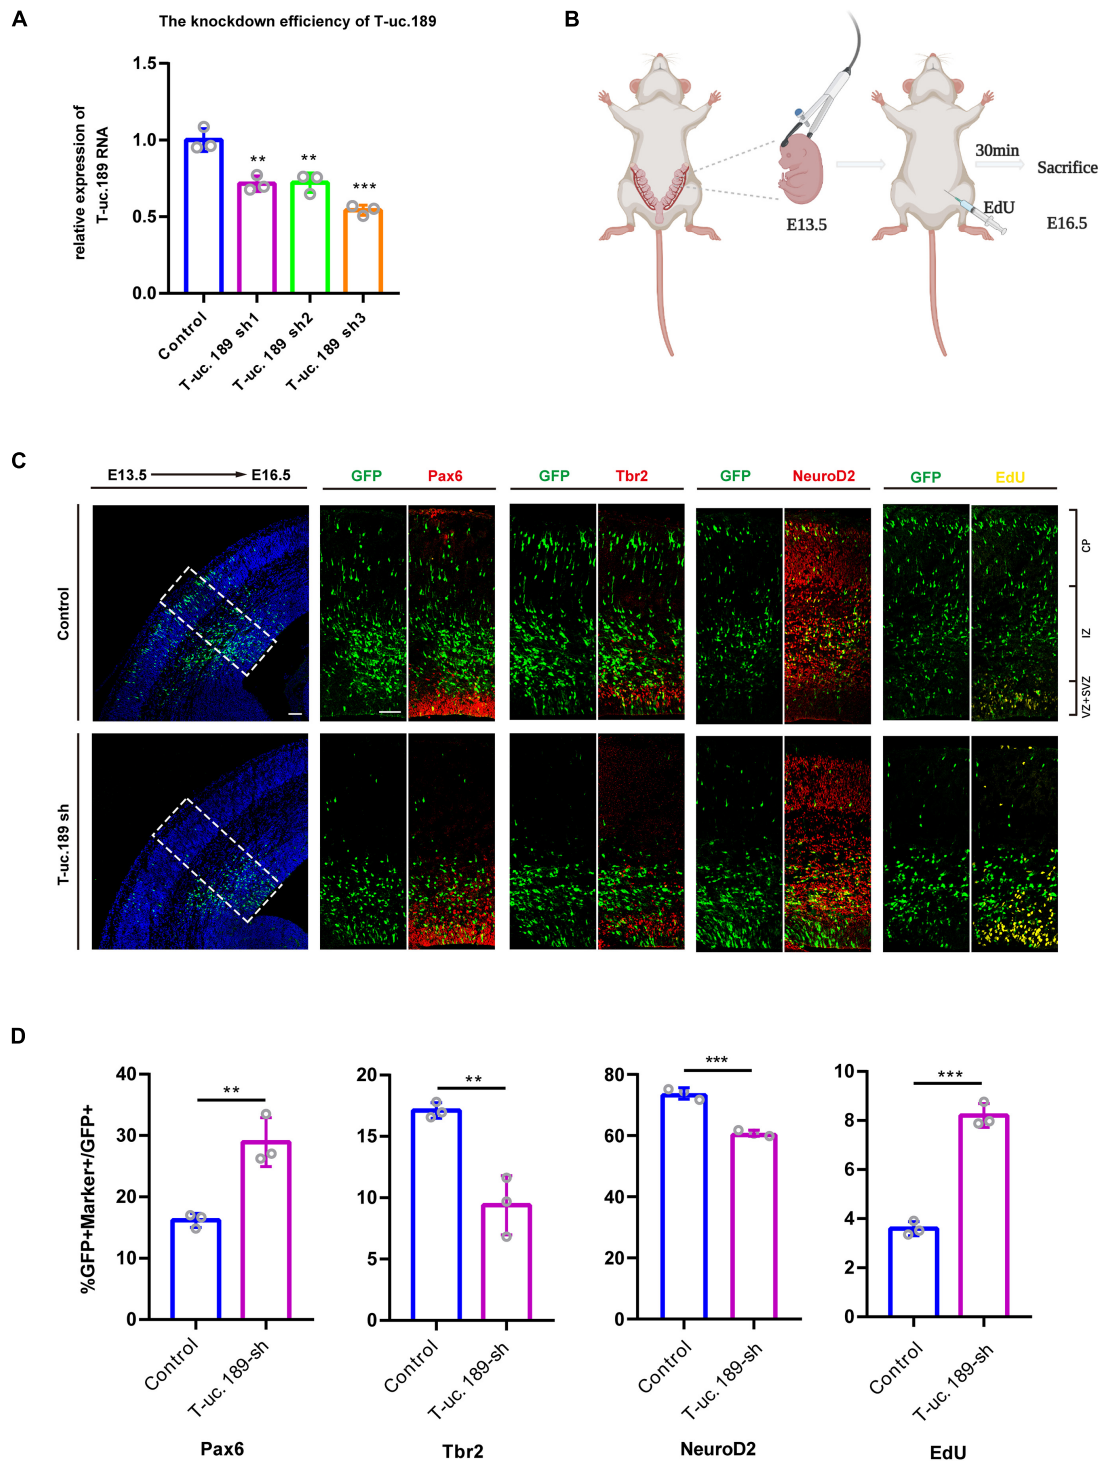 A
The knockdown efficiency of T-uc.189
relative expression of
T-uc.189 RNA
1.5
1.0
0.5
0.0
**
**
***
Control
T-uc. 189 sh1
T-uc. 189 sh2
T-uc. 189 sh3
B
E13.5
30min
EdU
Sacrifice
E16.5
C
E13.5
E16.5
GFP
Pax6
GFP
Tbr2
GFP
NeuroD2
GFP
EdU
Control
T-uc.189 sh
CP
IZ
VZ+SVZ
D
%GFP+Marker+/GFP+
40
30
20
10
0
**
Control
T-uc. 189-sh
Pax6
20
15
10
5
0
**
Control
T-uc. 189-sh
Tbr2
80
60
40
20
0
***
Control
T-uc. 189-sh
NeuroD2
10
8
6
4
2
0
***
Control
T-uc. 189-sh
EdU